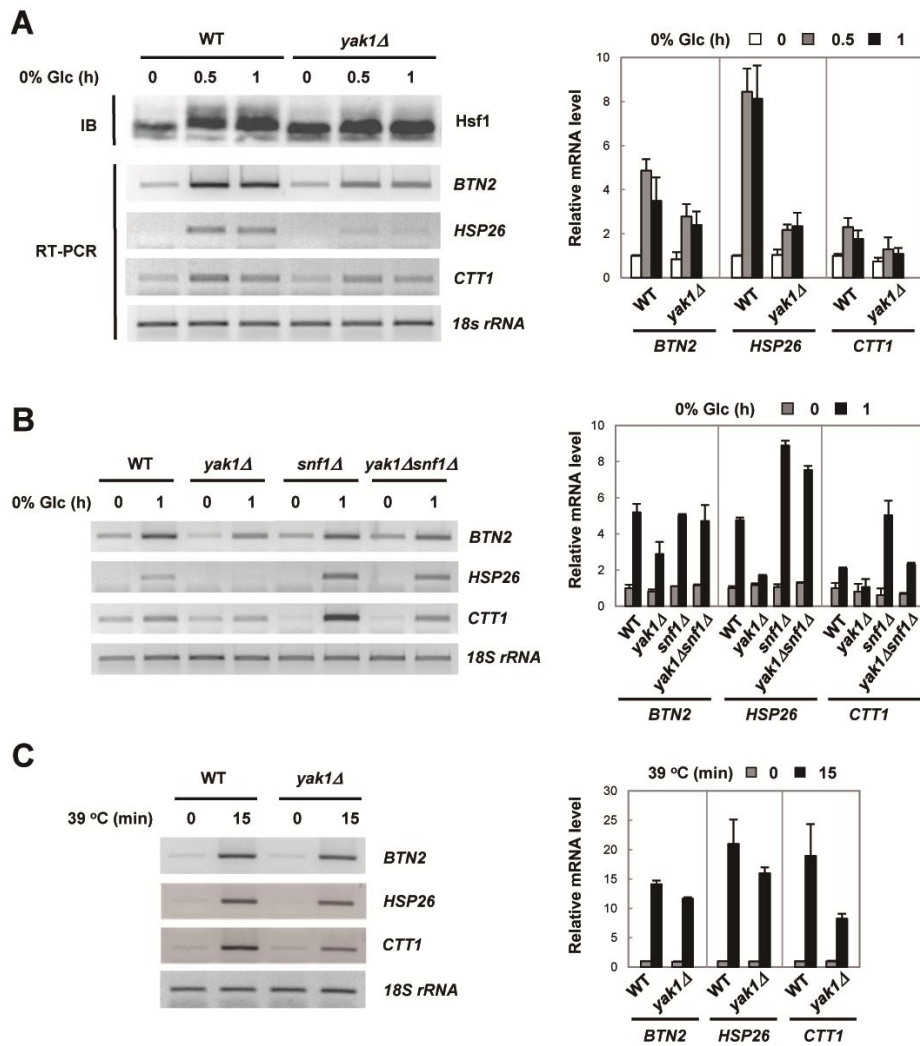 A
WT yak1Δ
0% Glc (h) 0 0.5 1 0 0.5 1
IB Hsf1
RT-PCR
BTN2
HSP26
CTT1
18s rRNA
0% Glc (h) 0 0.5 1
Relative mRNA level
10
8
6
4
2
0
WT yak1Δ WT yak1Δ WT yak1Δ
BTN2 HSP26 CTT1
B
WT yak1Δ snf1Δ yak1Δsnf1Δ
0% Glc (h) 0 1 0 1 0 1 0 1
BTN2
HSP26
CTT1
18S rRNA
0% Glc (h) 0 1
Relative mRNA level
10
8
6
4
2
0
WT yak1Δ snf1Δ yak1Δsnf1Δ WT yak1Δ snf1Δ yak1Δsnf1Δ WT yak1Δ snf1Δ yak1Δsnf1Δ
BTN2 HSP26 CTT1
C
WT yak1Δ
39 ºC (min) 0 15 0 15
BTN2
HSP26
CTT1
18S rRNA
39 ºC (min) 0 15
Relative mRNA level
30
25
20
15
10
5
0
WT yak1Δ WT yak1Δ WT yak1Δ
BTN2 HSP26 CTT1